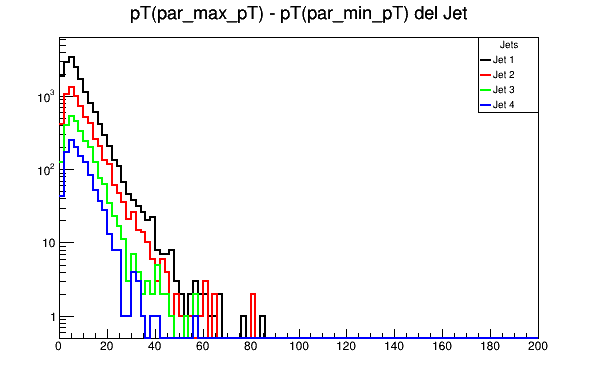 pT(par_max_pT) - pT(par_min_pT) del Jet
Jets
Jet 1
Jet 2
Jet 3
Jet 4
10³
10²
10
1
0 20 40 60 80 100 120 140 160 180 200